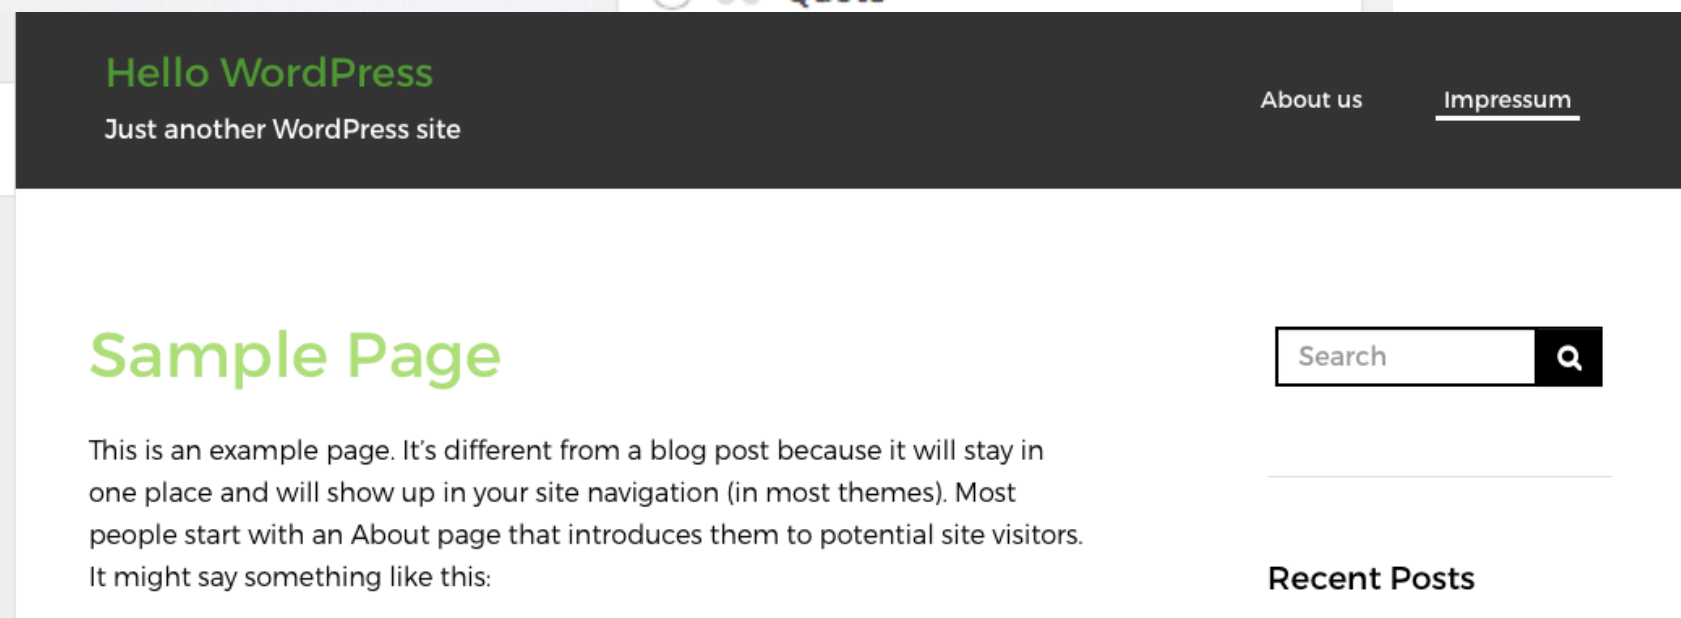 Hello WordPress
Just another WordPress site
About us
Impressum
Sample Page
Search
This is an example page. It's different from a blog post because it will stay in
one place and will show up in your site navigation (in most themes). Most
people start with an About page that introduces them to potential site visitors.
It might say something like this:
Recent Posts